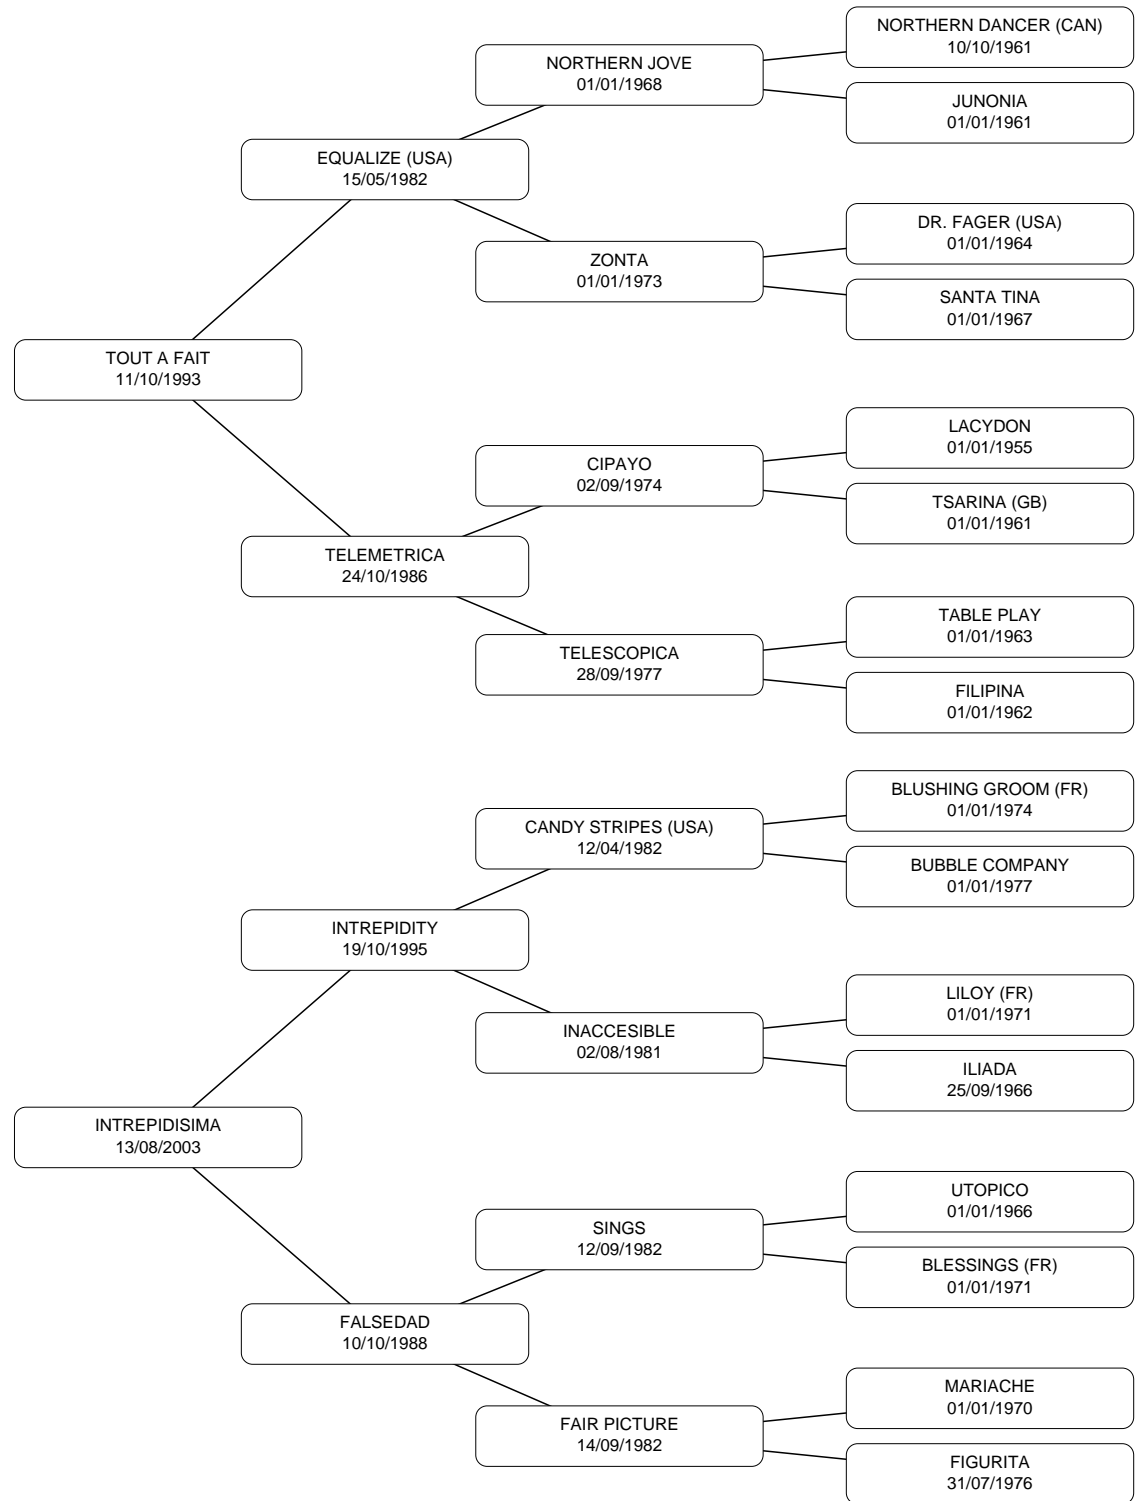 NORTHERN DANCER (CAN)
10/10/1961
NORTHERN JOVE
01/01/1968
JUNONIA
01/01/1961
EQUALIZE (USA)
15/05/1982
DR. FAGER (USA)
01/01/1964
ZONTA
01/01/1973
SANTA TINA
01/01/1967
TOUT A FAIT
11/10/1993
LACYDON
01/01/1955
CIPAYO
02/09/1974
TSARINA (GB)
01/01/1961
TELEMETRICA
24/10/1986
TABLE PLAY
01/01/1963
TELESCOPICA
28/09/1977
FILIPINA
01/01/1962
BLUSHING GROOM (FR)
01/01/1974
CANDY STRIPES (USA)
12/04/1982
BUBBLE COMPANY
01/01/1977
INTREPIDITY
19/10/1995
LILOY (FR)
01/01/1971
INACCESIBLE
02/08/1981
ILIADA
25/09/1966
INTREPIDISIMA
13/08/2003
UTOPICO
01/01/1966
SINGS
12/09/1982
BLESSINGS (FR)
01/01/1971
FALSEDAD
10/10/1988
MARIACHE
01/01/1970
FAIR PICTURE
14/09/1982
FIGURITA
31/07/1976